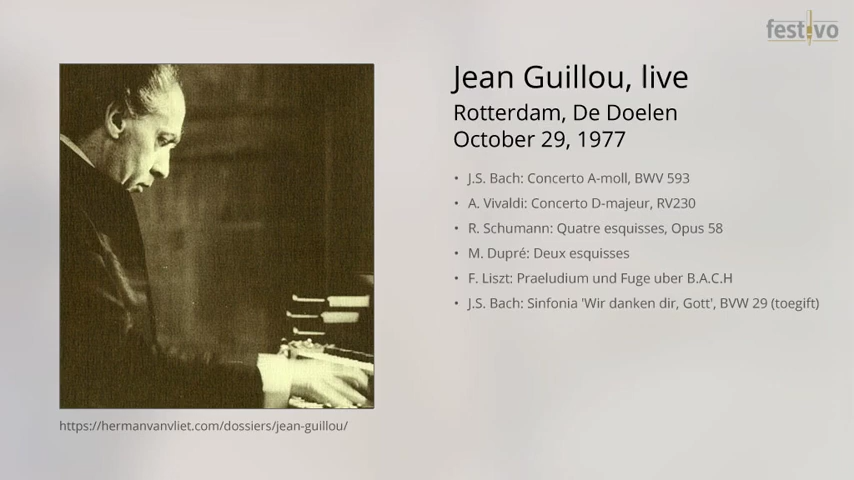 festivo
Jean Guillou, live
Rotterdam, De Doelen
October 29, 1977
• J.S. Bach: Concerto A-moll, BWV 593
• A. Vivaldi: Concerto D-majeur, RV230
• R. Schumann: Quatre esquisses, Opus 58
• M. Dupré: Deux esquisses
• F. Liszt: Praeludium und Fuge uber B.A.C.H
• J.S. Bach: Sinfonia 'Wir danken dir, Gott', BVW 29 (toegift)
https://hermanvanvliet.com/dossiers/jean-guillou/